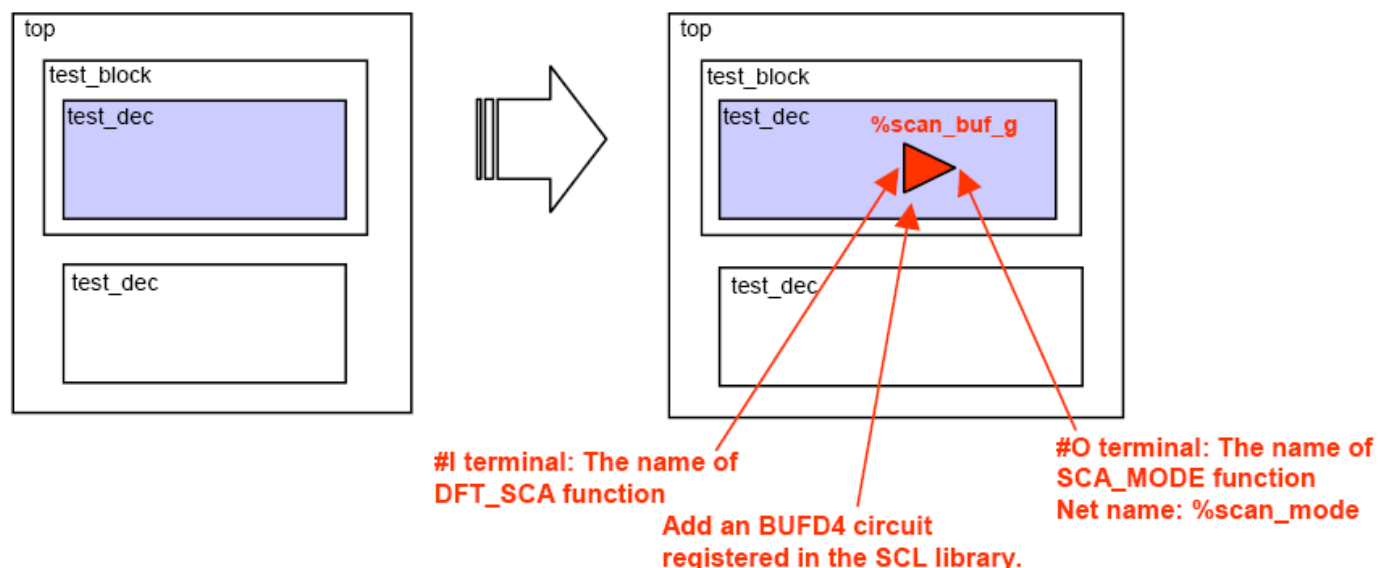 top
test_block
test_dec
test_dec
top
test_block
test_dec
%scan_buf_g
test_dec
#I terminal: The name of
DFT_SCA function
Add an BUFD4 circuit
registered in the SCL library.
#O terminal: The name of
SCA_MODE function
Net name: %scan_mode